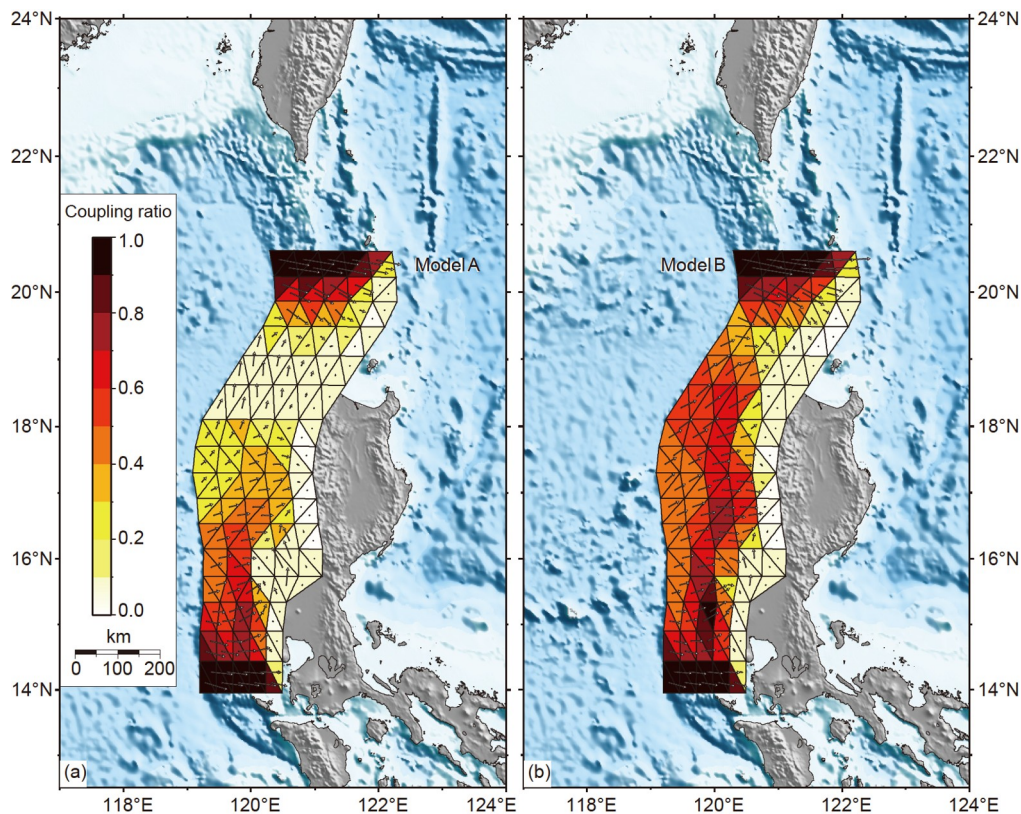 24°N
24°N
22°N
22°N
Coupling ratio
1.0
0.8
0.6
0.4
0.2
0.0
km
0 100 200
Model A
Model B
20°N
20°N
18°N
18°N
16°N
16°N
14°N
14°N
(a)
(b)
118°E 120°E 122°E 124°E 118°E 120°E 122°E 124°E